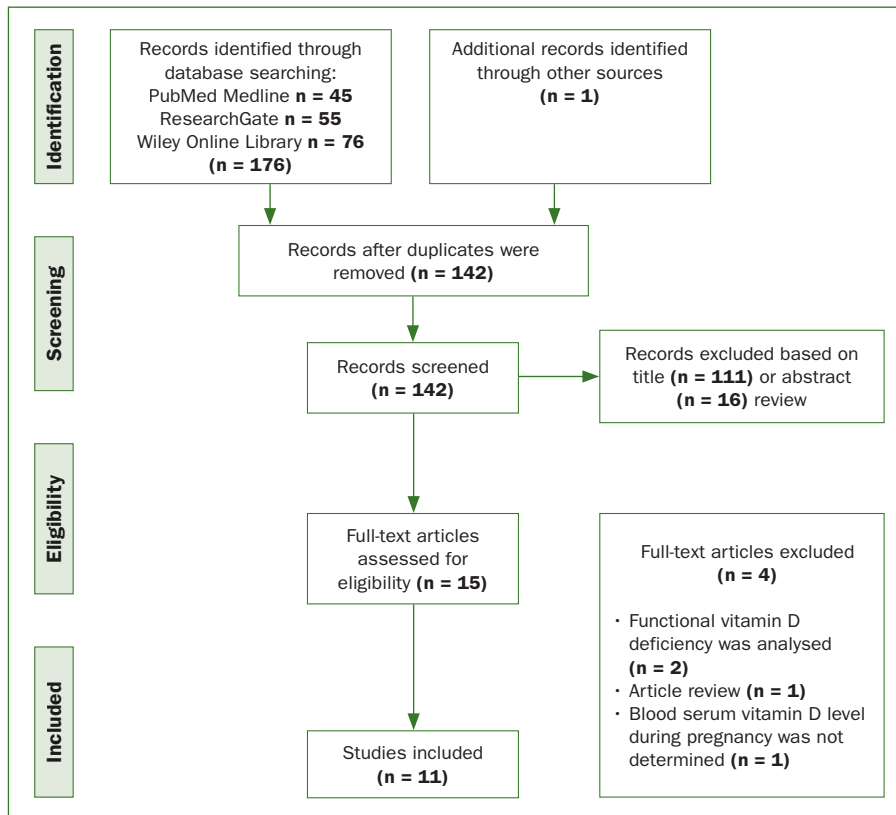 Identification
Records identified through
database searching:
PubMed Medline n = 45
ResearchGate n = 55
Wiley Online Library n = 76
(n = 176)
Additional records identified
through other sources
(n = 1)
Screening
Records after duplicates were
removed (n = 142)
Records screened
(n = 142)
Records excluded based on
title (n = 111) or abstract
(n = 16) review
Eligibility
Full-text articles
assessed for
eligibility (n = 15)
Full-text articles excluded
(n = 4)
• Functional vitamin D
deficiency was analysed
(n = 2)
• Article review (n = 1)
• Blood serum vitamin D level
during pregnancy was not
determined (n = 1)
Included
Studies included
(n = 11)